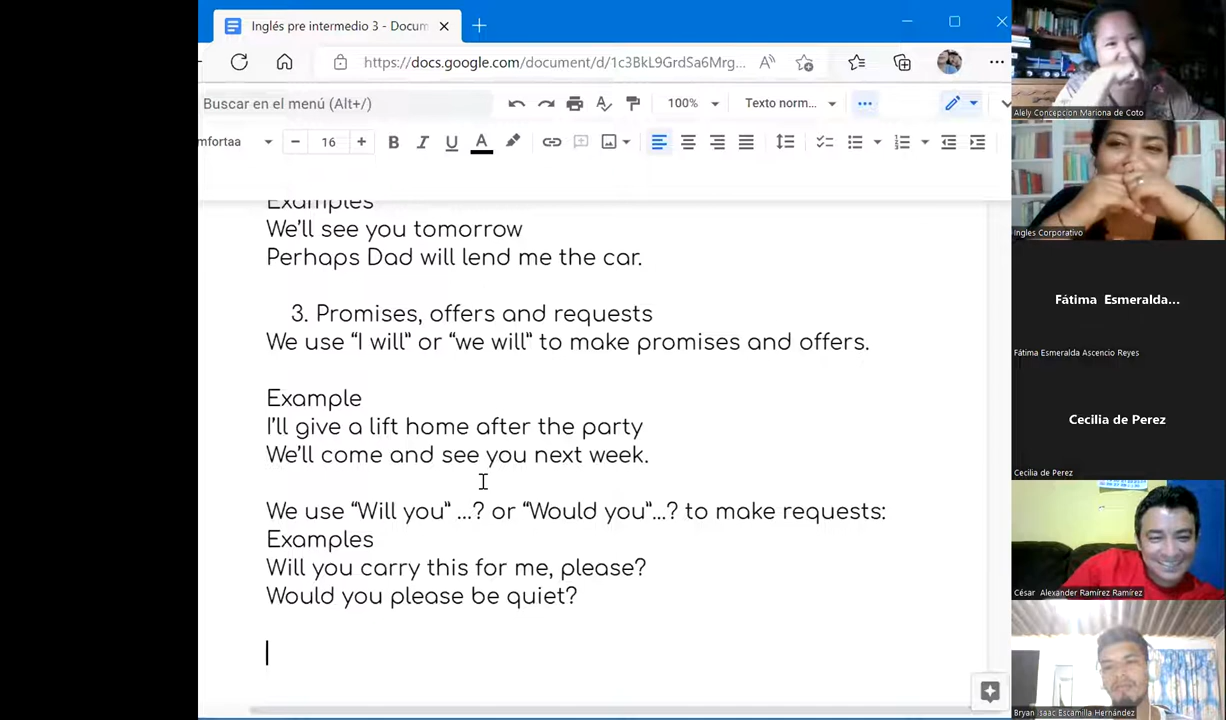 Inglés pre intermedio 3 - Docum
https://docs.google.com/document/d/1c3BkL9GrdSa6Mrg...
Buscar en el menú (Alt+/)
100%
Texto norm...
mfortaa
16
B
I
U
A
Examples
We'll see you tomorrow
Perhaps Dad will lend me the car.
3. Promises, offers and requests
We use “I will” or “we will” to make promises and offers.
Example
I'll give a lift home after the party
We'll come and see you next week.
We use “Will you” ...? or “Would you”...? to make requests:
Examples
Will you carry this for me, please?
Would you please be quiet?
Alely Concepcion Mariona de Coto
Ingles Corporativo
Fátima Esmeralda...
Fátima Esmeralda Ascencio Reyes
Cecilia de Perez
Cecilia de Perez
César Alexander Ramírez Ramírez
Bryan Isaac Escamilla Hernández